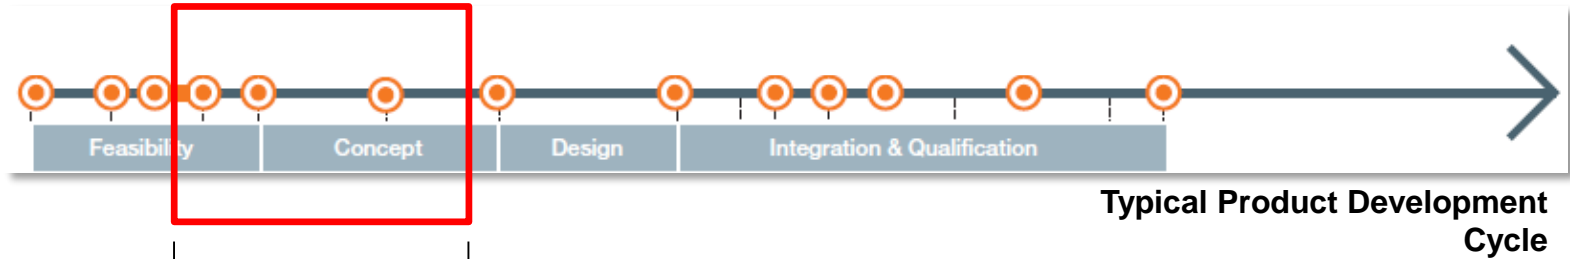 Feasibility Concept Design Integration & Qualification
Typical Product Development
Cycle